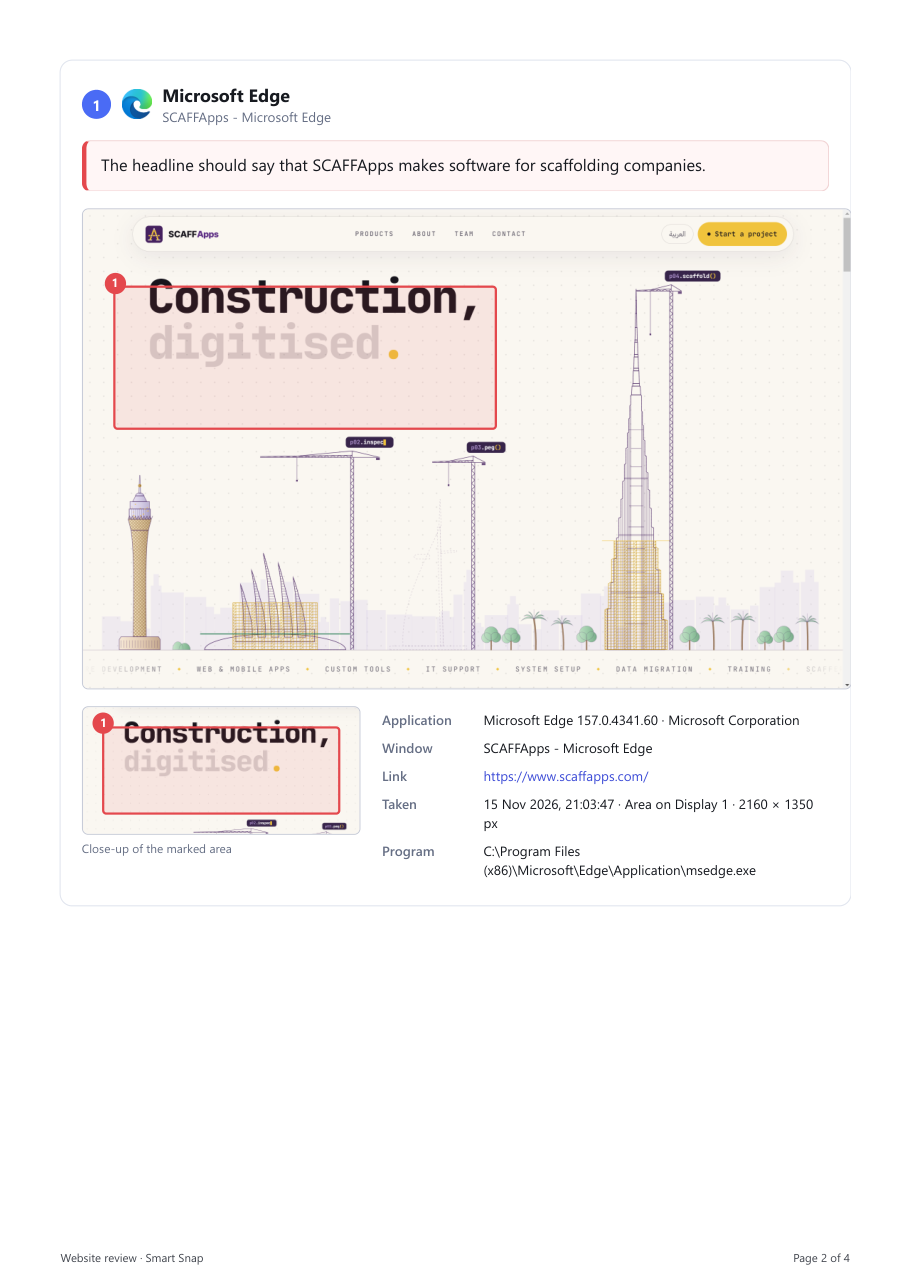 1
Microsoft Edge
SCAFFApps - Microsoft Edge
The headline should say that SCAFFApps makes software for scaffolding companies.
SCAFFApps
PRODUCTS ABOUT TEAM CONTACT
العربية
Start a project
1
Construction,
digitised.
p04.scaffold()
p02.inspec
p03.peg()
DEVELOPMENT • WEB & MOBILE APPS • CUSTOM TOOLS • IT SUPPORT • SYSTEM SETUP • DATA MIGRATION • TRAINING • SCAF
1
Construction,
digitised.
Close-up of the marked area
Application Microsoft Edge 157.0.4341.60 · Microsoft Corporation
Window SCAFFApps - Microsoft Edge
Link https://www.scaffapps.com/
Taken 15 Nov 2026, 21:03:47 · Area on Display 1 · 2160 × 1350
px
Program C:\Program Files
(x86)\Microsoft\Edge\Application\msedge.exe
Website review · Smart Snap
Page 2 of 4